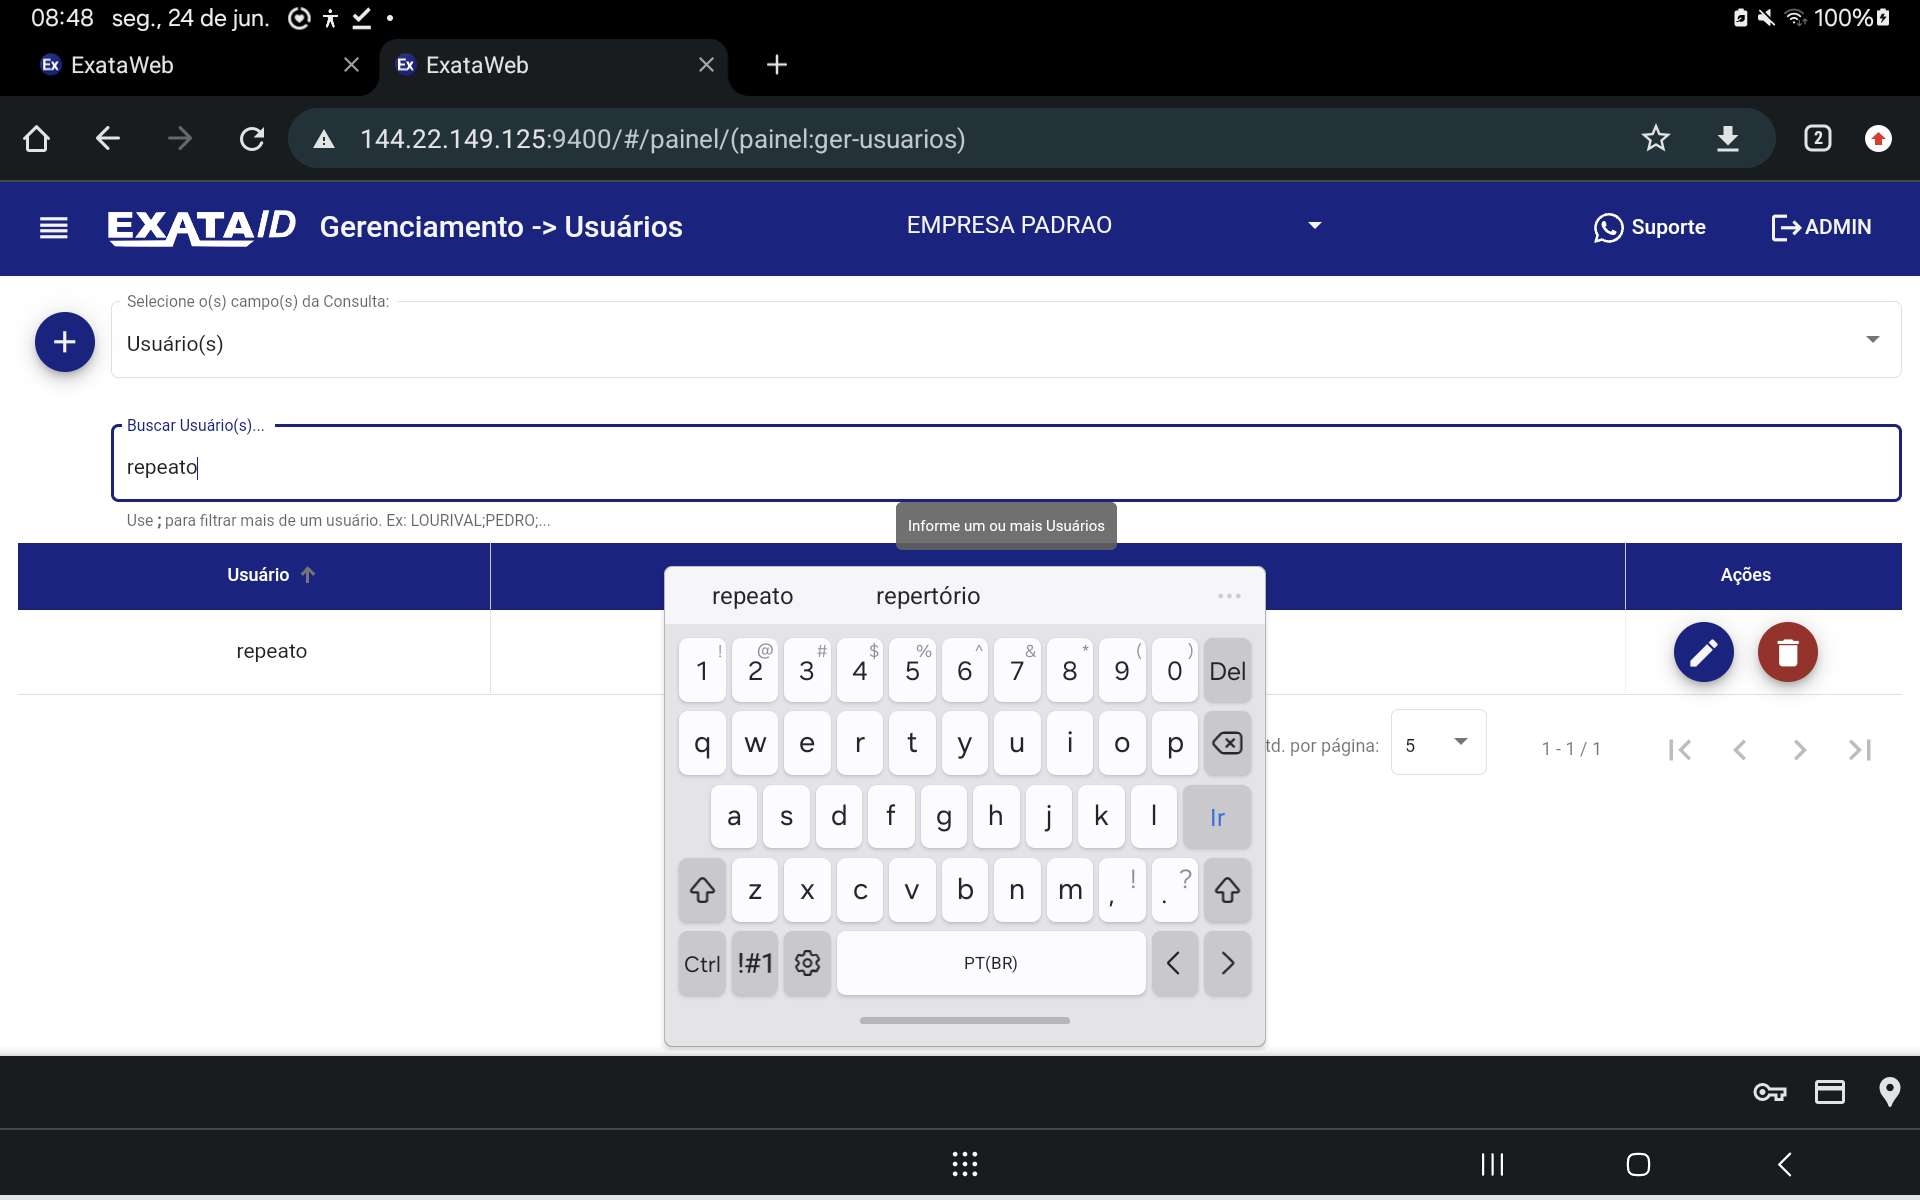 08:48 seg., 24 de jun. 100%
Ex ExataWeb Ex ExataWeb
144.22.149.125:9400/#/painel/(painel:ger-usuarios) 2
EXATAID Gerenciamento -> Usuários EMPRESA PADRAO Suporte ADMIN
Selecione o(s) campo(s) da Consulta:
Usuário(s)
Buscar Usuário(s)...
repeato
Use ; para filtrar mais de um usuário. Ex: LOURIVAL;PEDRO;...
Informe um ou mais Usuários
Usuário Ações
repeato
td. por página: 5 1 - 1 / 1
repeato repertório ...
! @ # $ % ^ & * ( )
1 2 3 4 5 6 7 8 9 0 Del
q w e r t y u i o p
a s d f g h j k l Ir
z x c v b n m , ! . ?
Ctrl !#1 PT(BR)